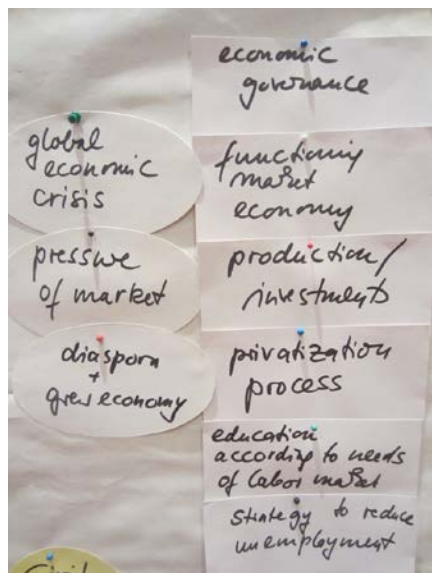 global
economic
crisis
pressure
of market
diaspora
+
grey economy
economic
governance
functioning
market
economy
production/
investments
privatization
process
education
according to needs
of labor market
strategy to reduce
unemployment